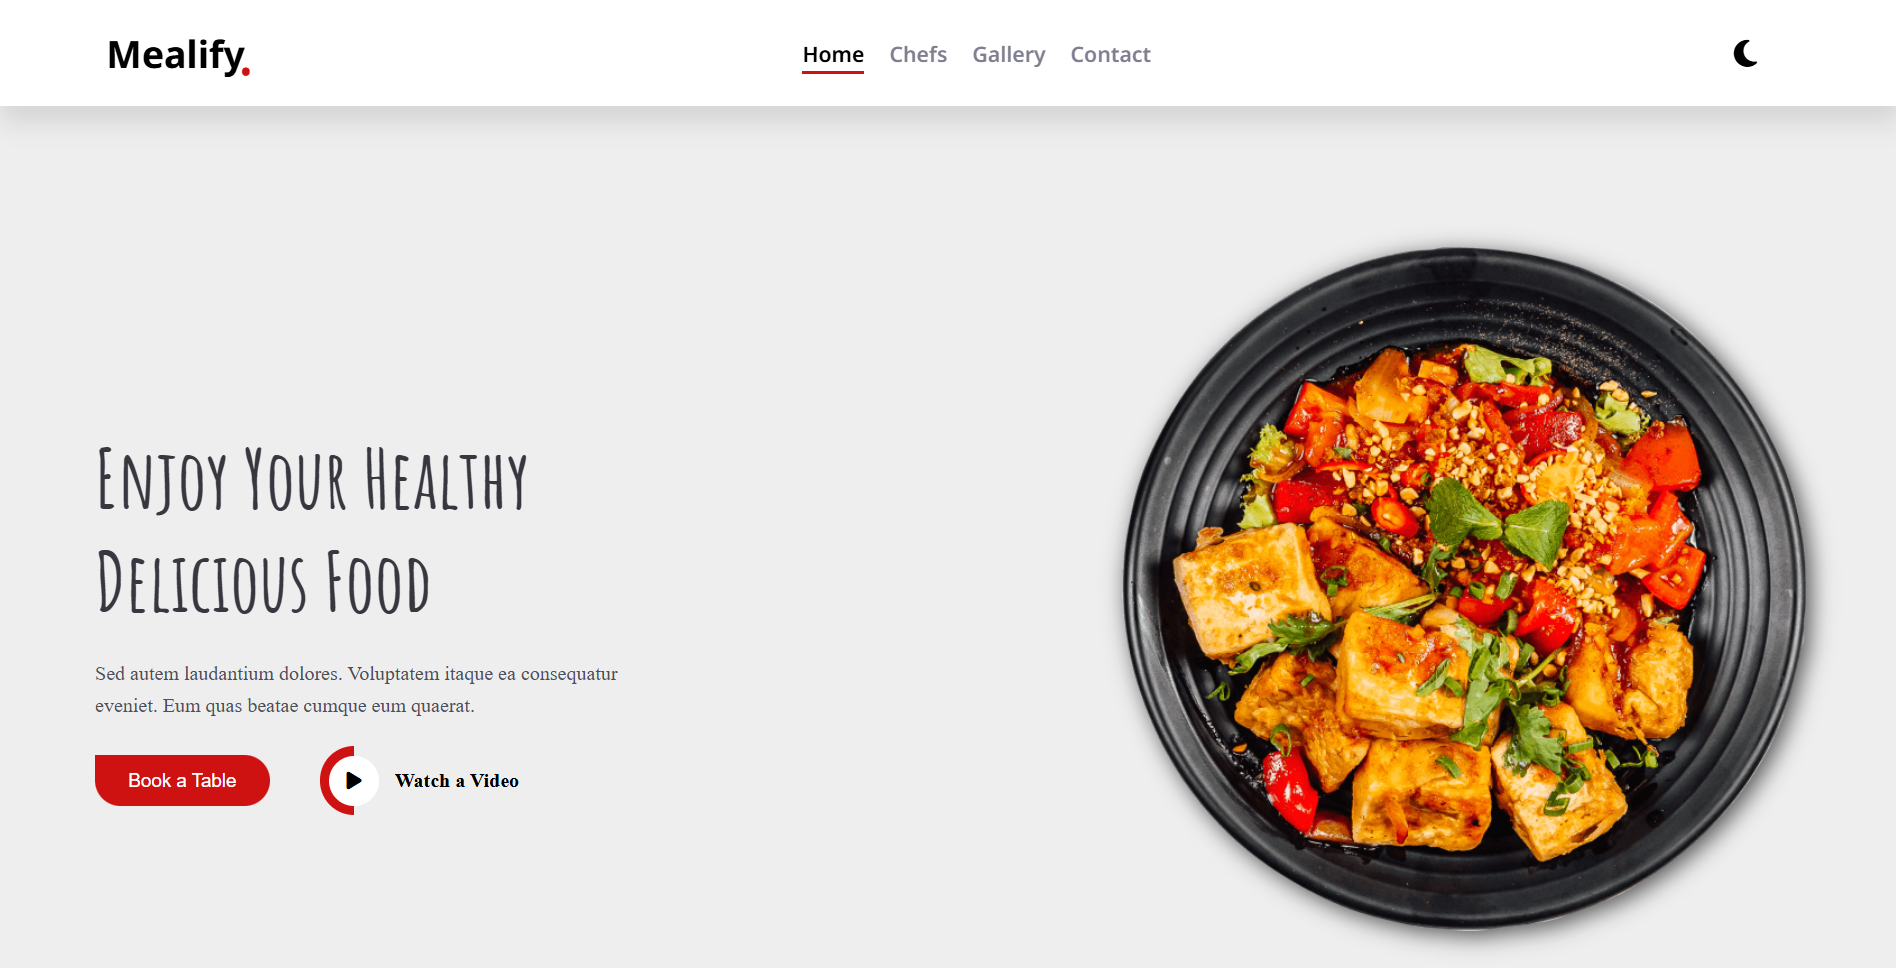 Mealify.
Home Chefs Gallery Contact
Enjoy Your Healthy
Delicious Food
Sed autem laudantium dolores. Voluptatem itaque ea consequatur
eveniet. Eum quas beatae cumque eum quaerat.
Book a Table
Watch a Video